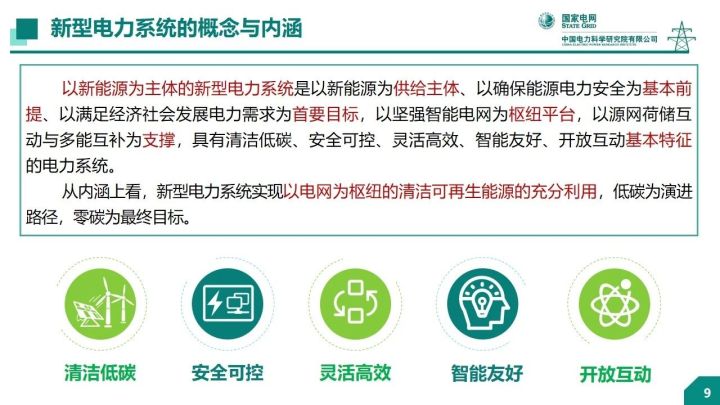 新型电力系统的概念与内涵
国家电网
STATE GRID
中国电力科学研究院有限公司
CHINA ELECTRIC POWER RESEARCH INSTITUTE
以新能源为主体的新型电力系统是以新能源为供给主体、以确保能源电力安全为基本前
提、以满足经济社会发展电力需求为首要目标，以坚强智能电网为枢纽平台，以源网荷储互
动与多能互补为支撑，具有清洁低碳、安全可控、灵活高效、智能友好、开放互动基本特征
的电力系统。
从内涵上看，新型电力系统实现以电网为枢纽的清洁可再生能源的充分利用，低碳为演进
路径，零碳为最终目标。
清洁低碳
安全可控
灵活高效
智能友好
开放互动
9